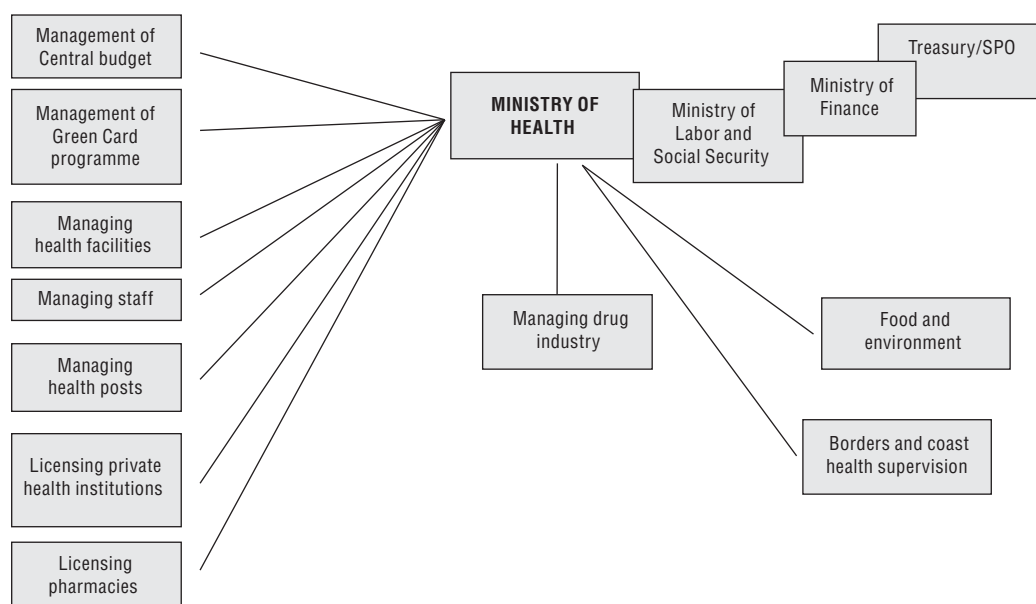 Management of
Central budget
Management of
Green Card
programme
Managing
health facilities
Managing staff
Managing
health posts
Licensing private
health institutions
Licensing
pharmacies
MINISTRY OF
HEALTH
Ministry of
Labor and
Social Security
Ministry of
Finance
Treasury/SPO
Managing drug
industry
Food and
environment
Borders and coast
health supervision